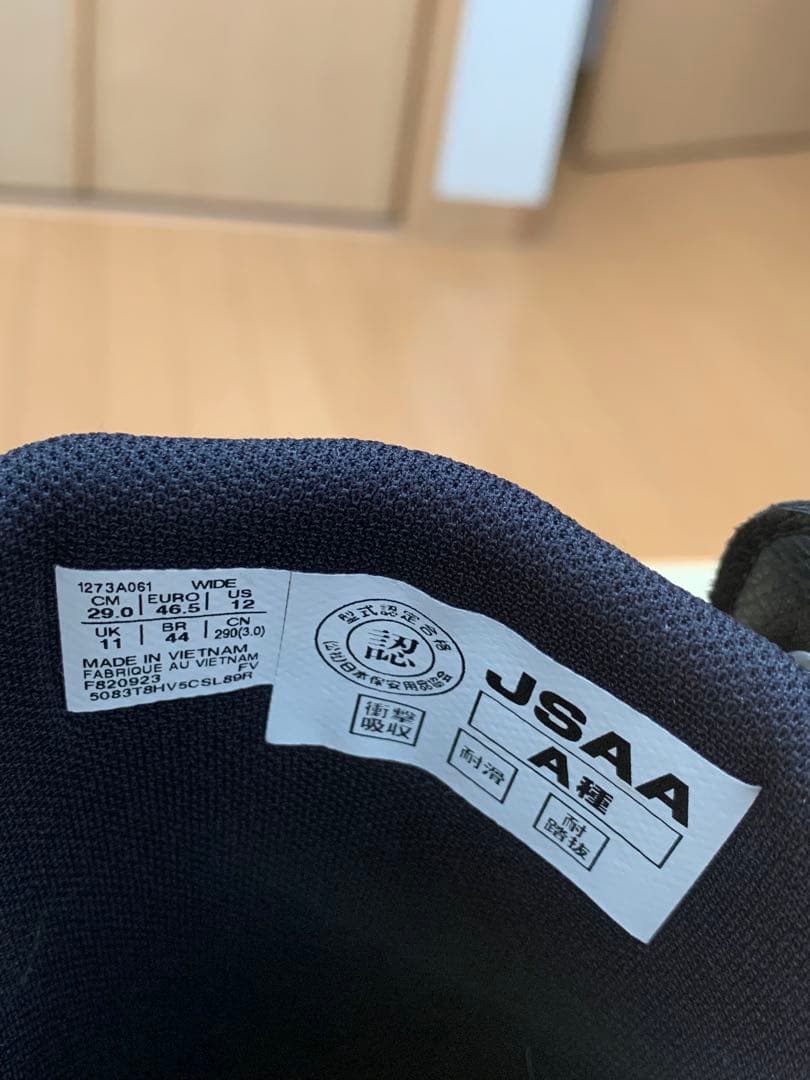 1273A061 WIDE
CM 29.0 | EURO 46.5 | US 12
UK 11 | BR 44 | CN 290(3.0)
MADE IN VIETNAM
FABRIQUE AU VIETNAM
F820923 FV
5083T8HV5CSL89R
型式認定合格
認
(公社)日本保安用品協会
JSAA
A種
衝撃
吸収
耐滑
耐
踏抜